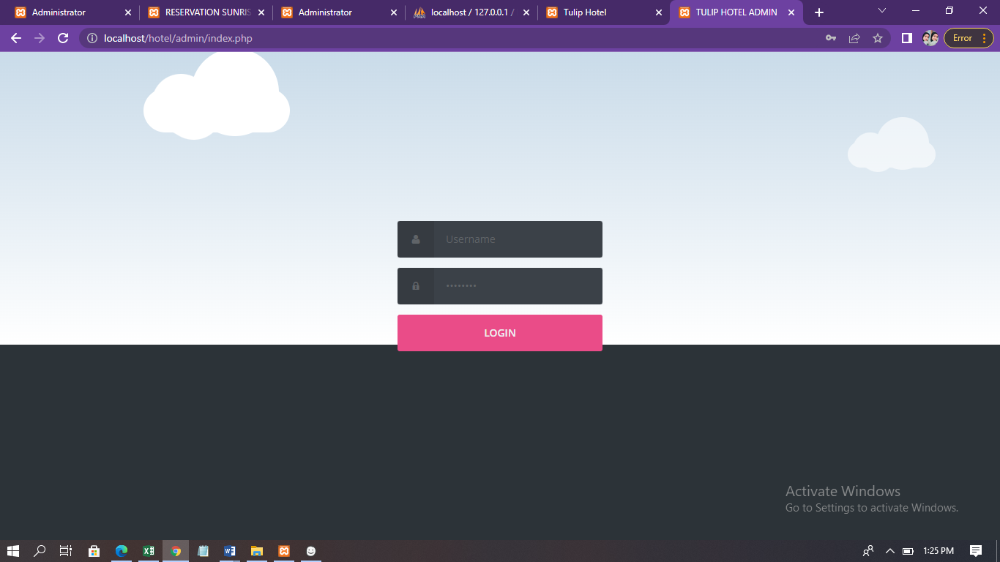 Administrator
RESERVATION SUNRIS
Administrator
localhost / 127.0.0.1 /
Tulip Hotel
TULIP HOTEL ADMIN
localhost/hotel/admin/index.php
Error
Username
LOGIN
Activate Windows
Go to Settings to activate Windows.
1:25 PM